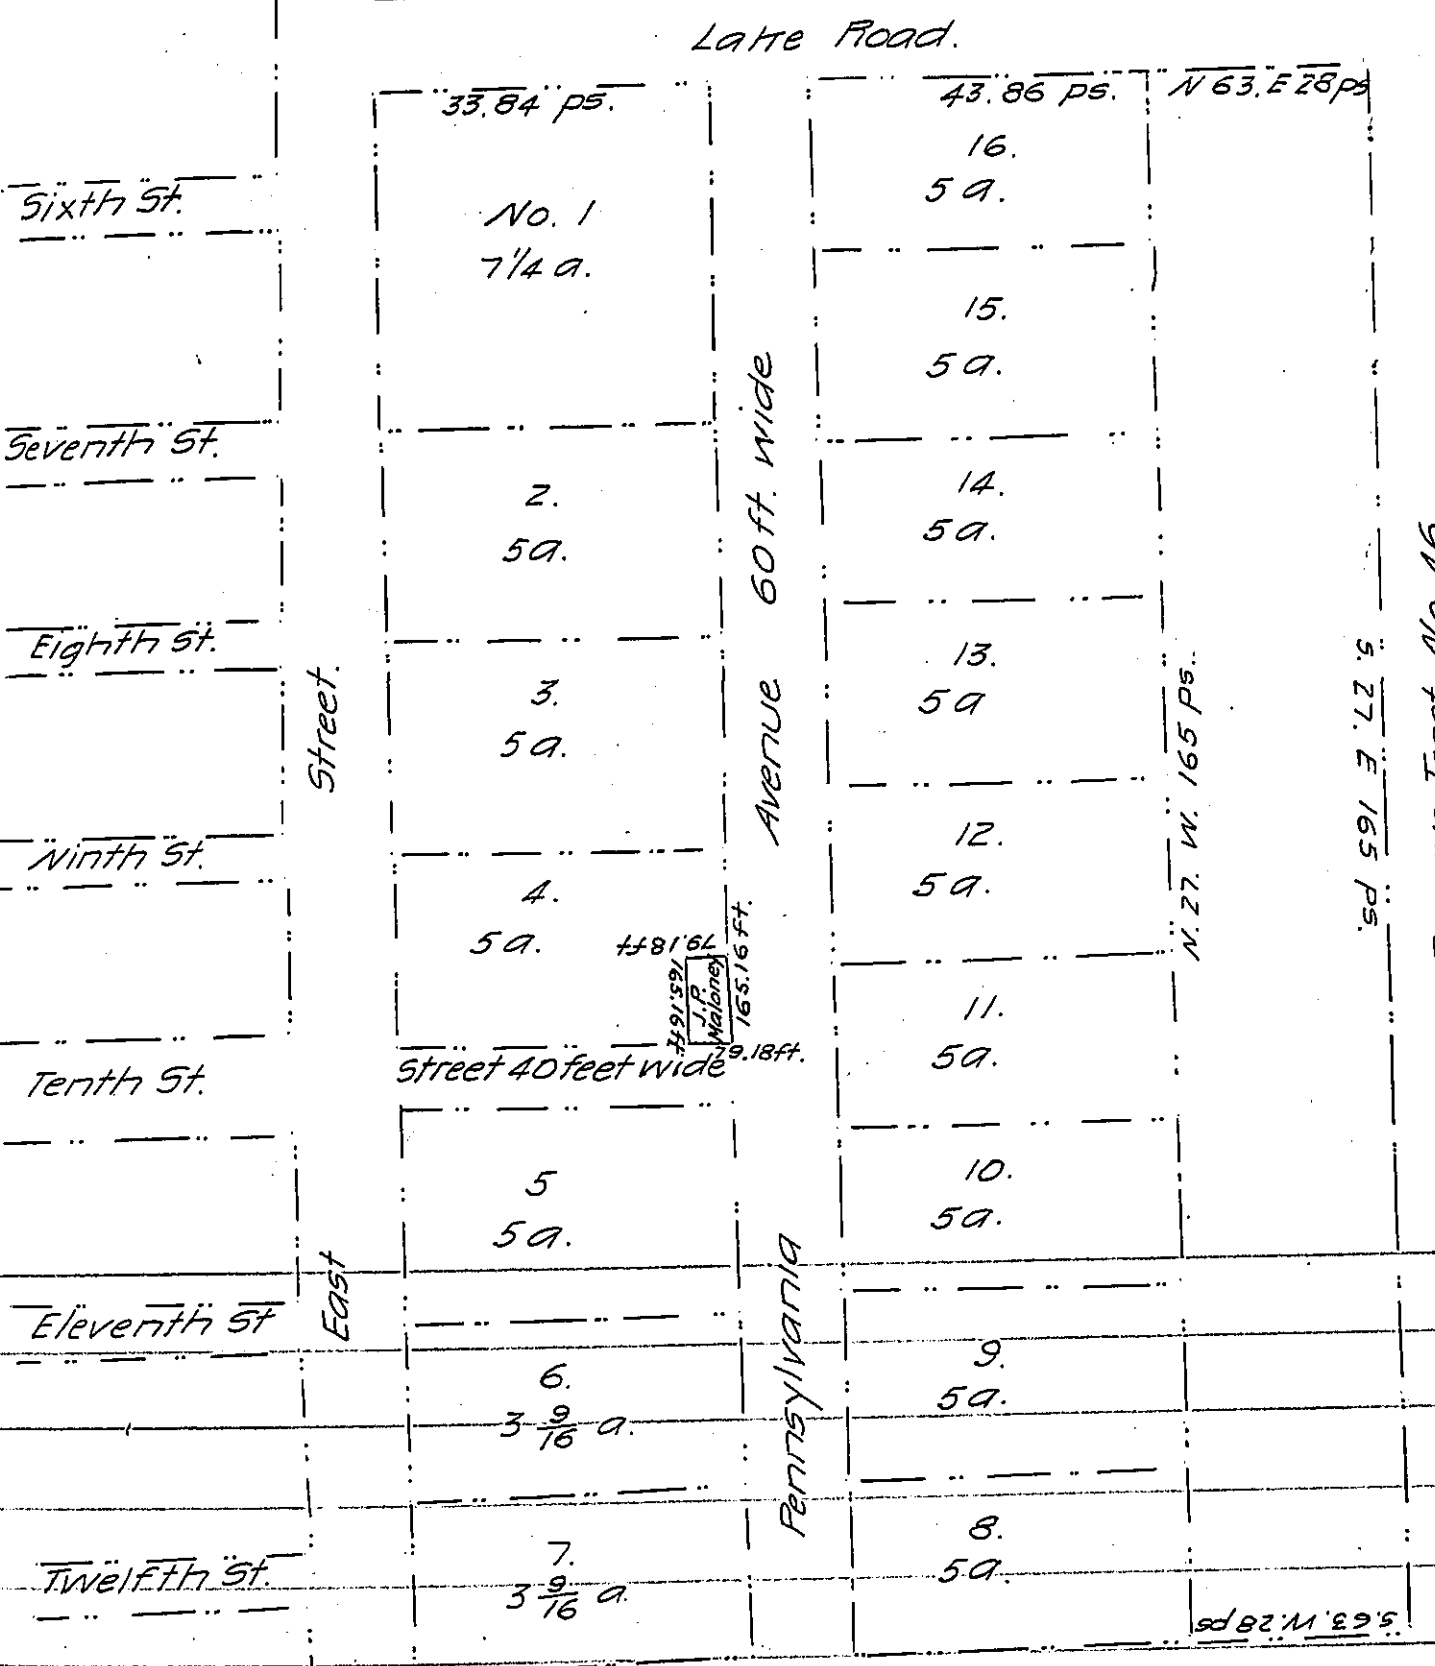 Lake Road.
33.84 ps.
43.86 ps.
N 63. E 28 ps
Sixth St.
No. 1
7 1/4 a.
16.
5 a.
15.
5 a.
Seventh St.
2.
5 a.
14.
5 a.
Eighth St.
3.
5 a.
13.
5 a
Ninth St.
4.
5 a.
12.
5 a.
79.18 ft
165.16 ft.
J.P.
Maloney
165.16 ft.
79.18 ft.
11.
5 a.
Tenth St.
Street 40 feet wide
5
5 a.
10.
5 a.
Eleventh St
6.
3 9/16 a.
9.
5 a.
Twelfth St.
7.
3 9/16 a.
8.
5 a.
East Street.
Pennsylvania Avenue 60 ft. wide
N. 27. W. 165 ps.
S. 27. E 165 ps.
S. 63. W. 28 ps
Tract No 46